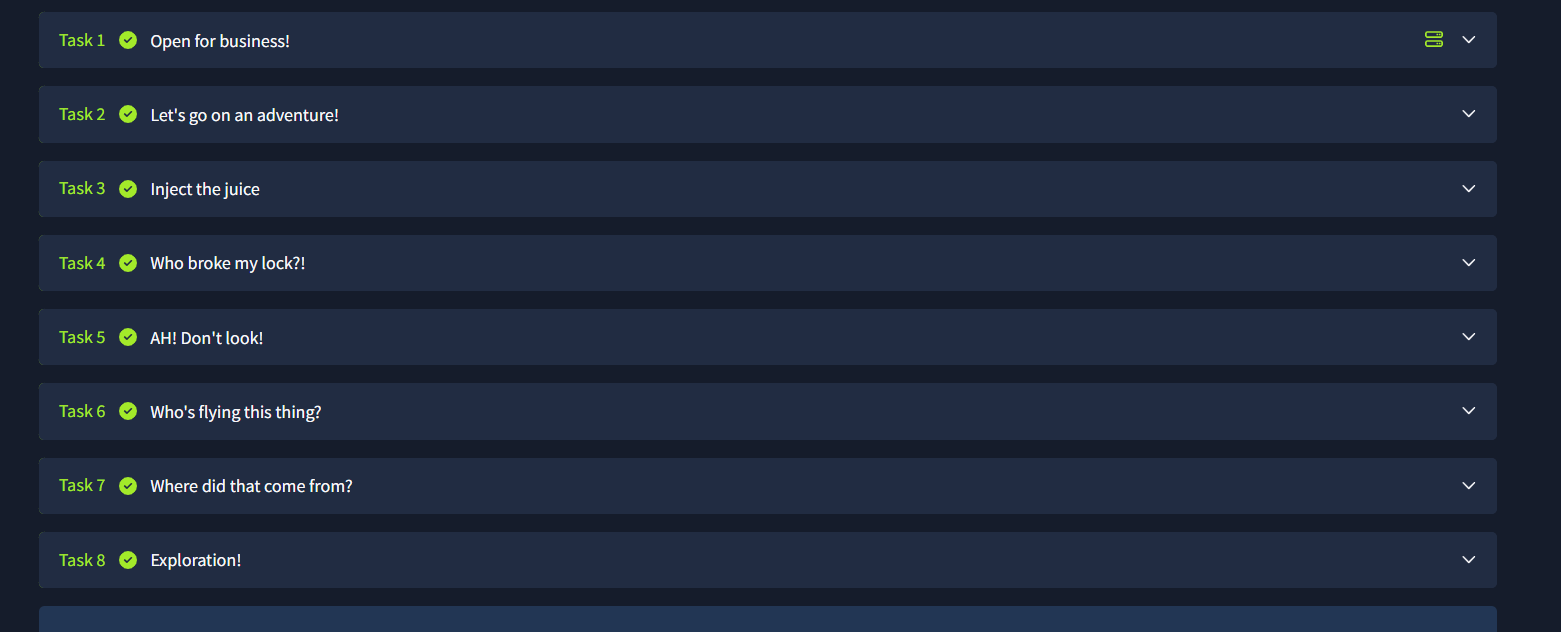 Task 1 Open for business!
Task 2 Let's go on an adventure!
Task 3 Inject the juice
Task 4 Who broke my lock?!
Task 5 AH! Don't look!
Task 6 Who's flying this thing?
Task 7 Where did that come from?
Task 8 Exploration!